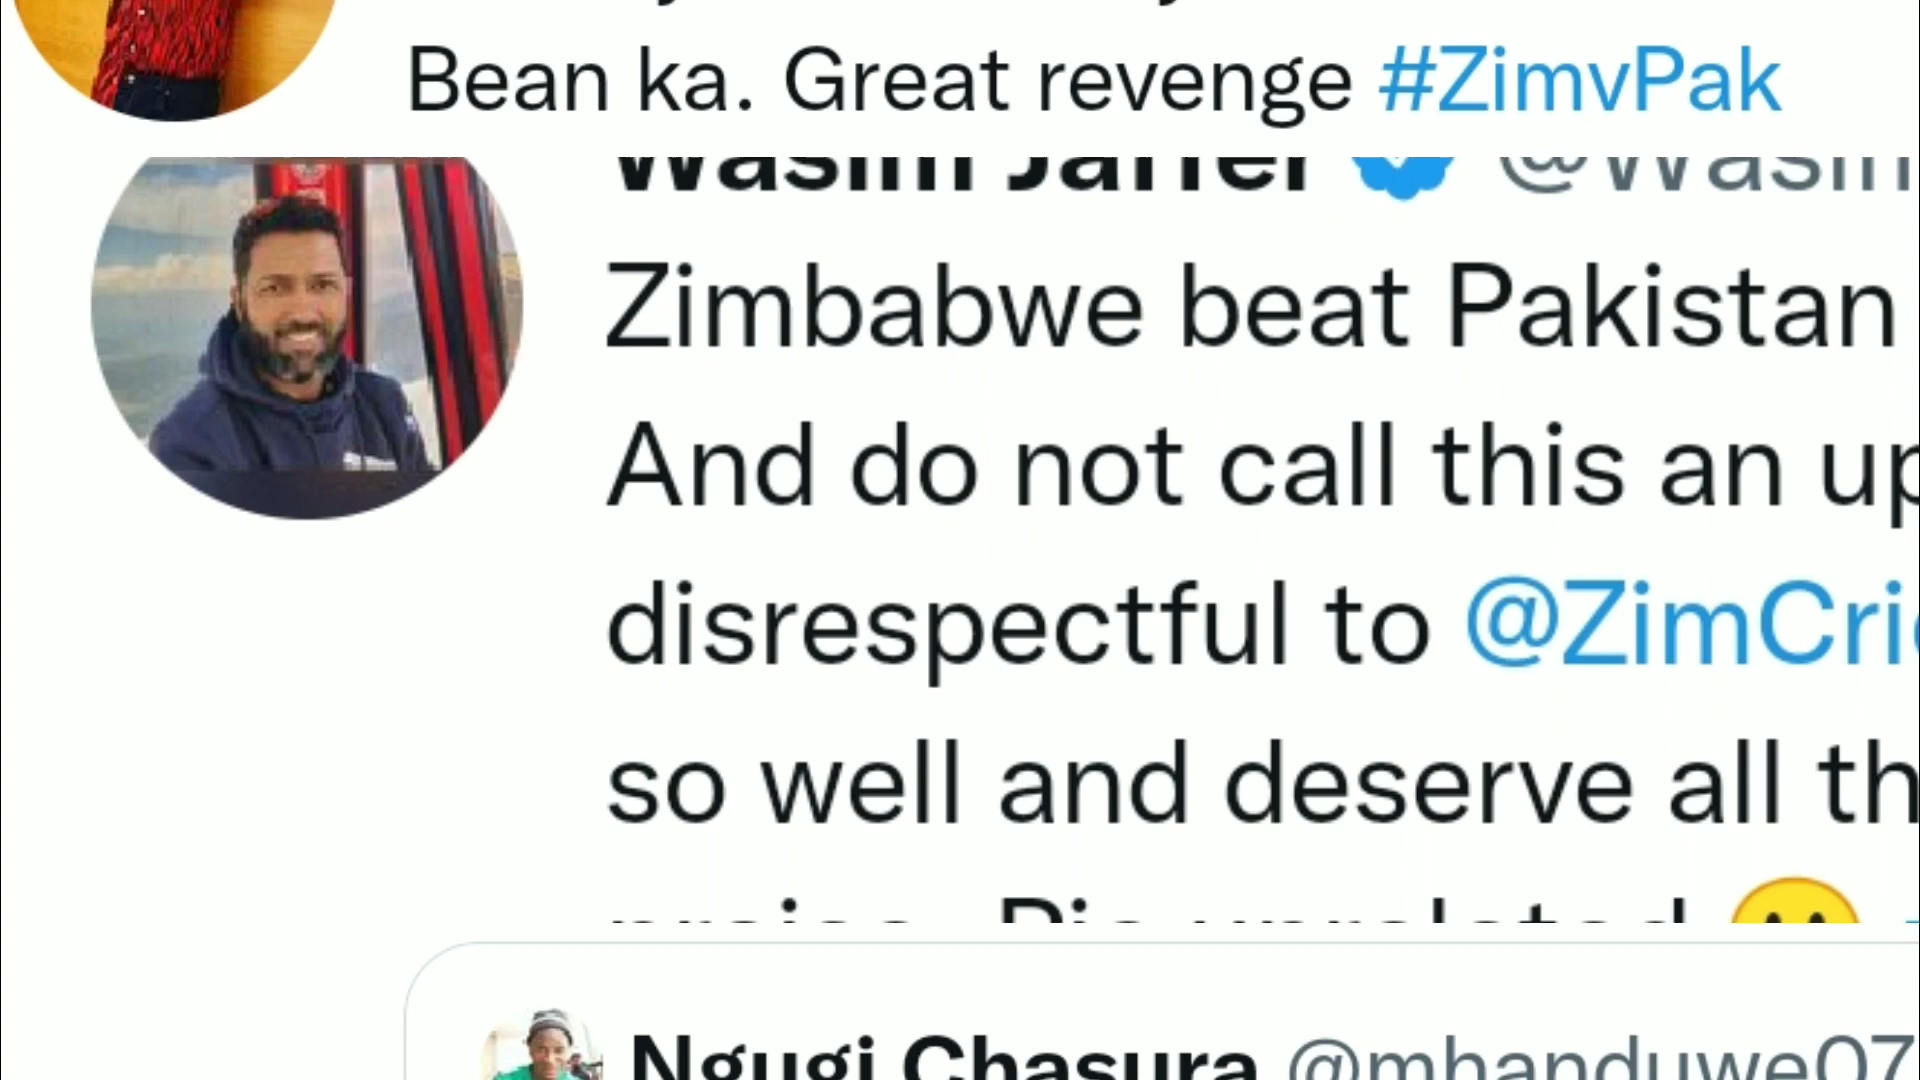 Bean ka. Great revenge #ZimvPak
Wasim Jaffer @Wasim
Zimbabwe beat Pakistan
And do not call this an up
disrespectful to @ZimCric
so well and deserve all th
praise. Pic unrelated
Ngugi Chasura @mhanduwe07